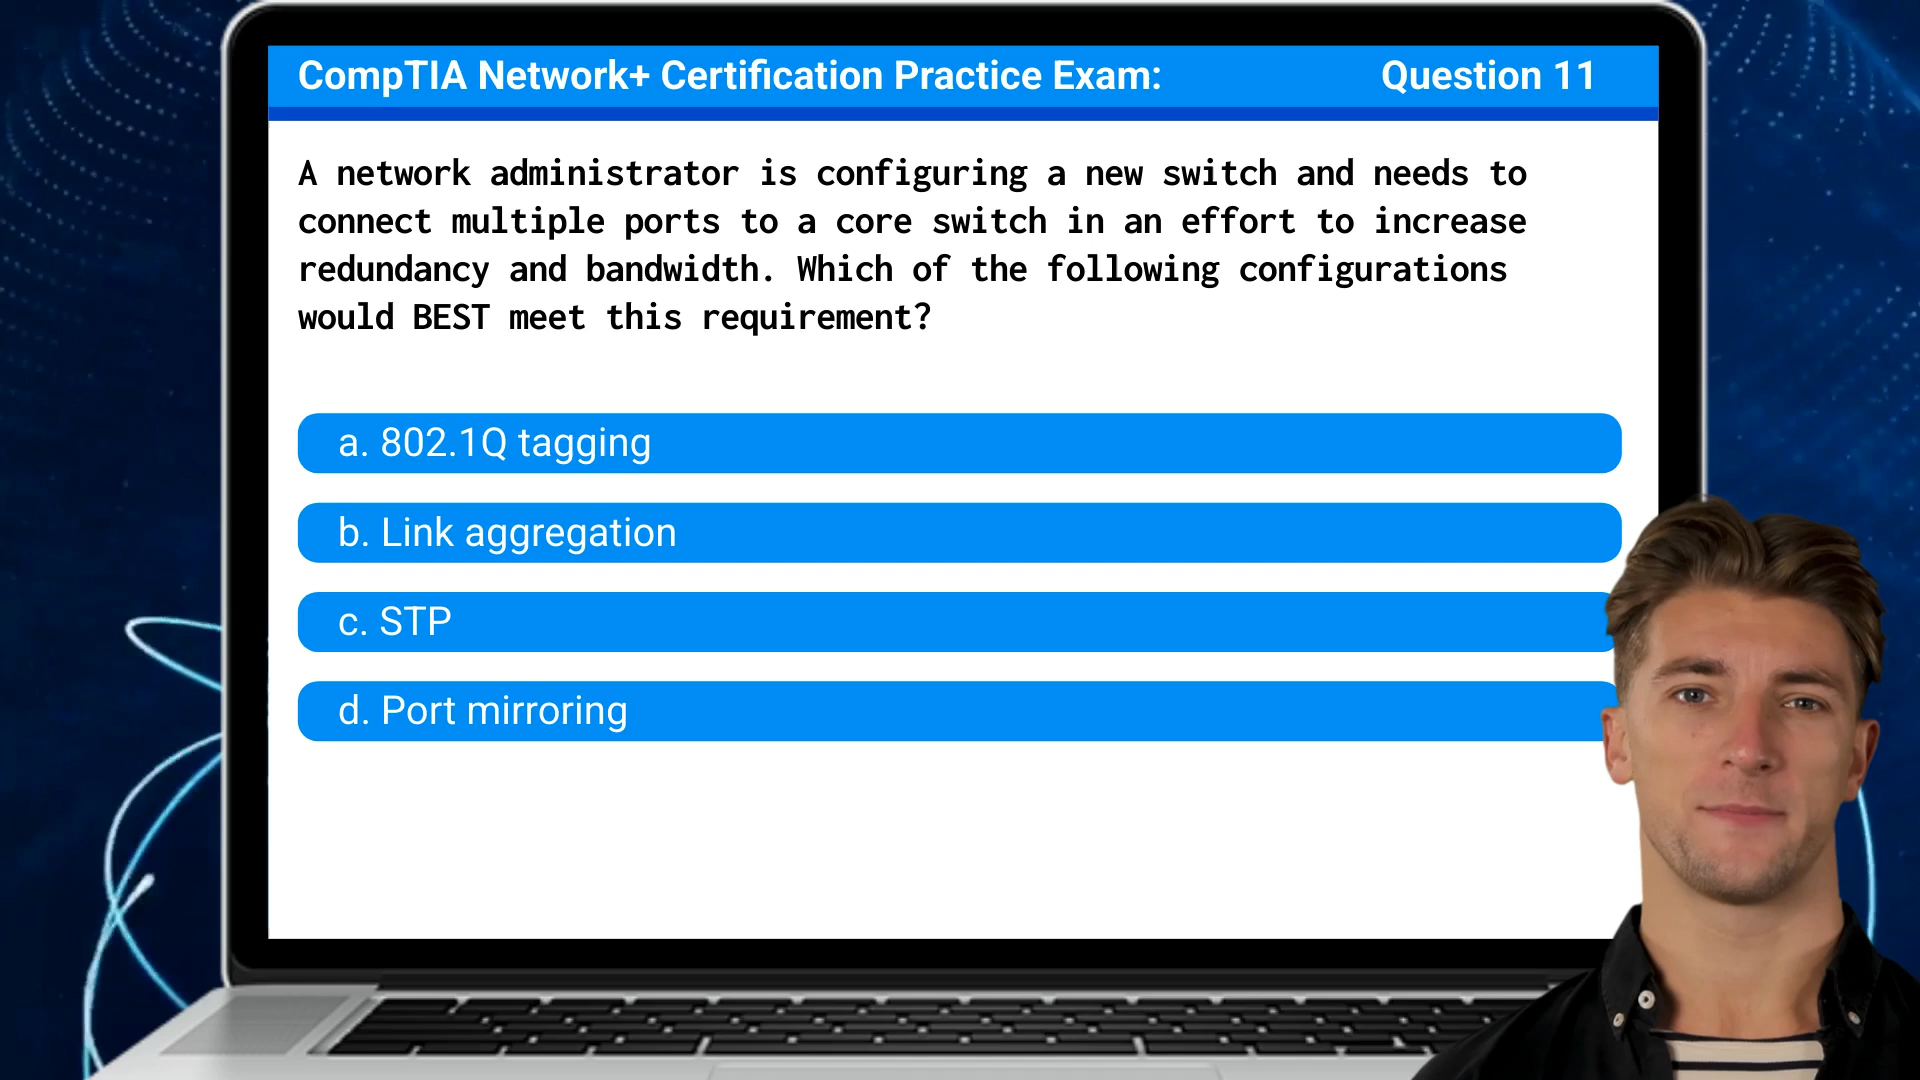 CompTIA Network+ Certification Practice Exam: Question 11
A network administrator is configuring a new switch and needs to
connect multiple ports to a core switch in an effort to increase
redundancy and bandwidth. Which of the following configurations
would BEST meet this requirement?
a. 802.1Q tagging
b. Link aggregation
c. STP
d. Port mirroring